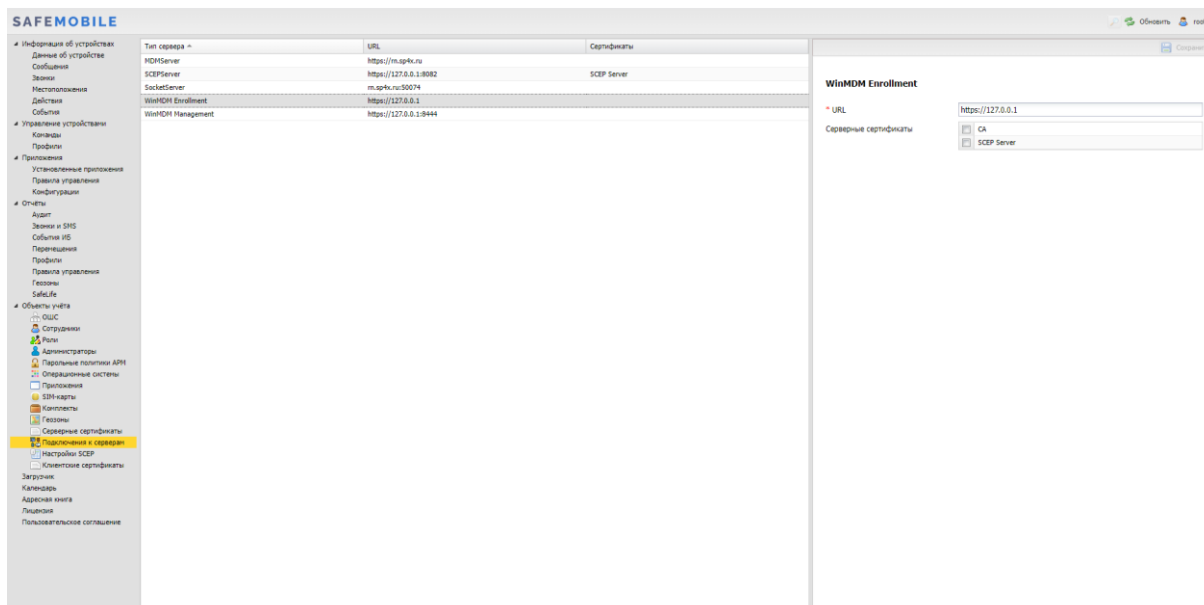 SAFEMOBILE
Обновить
root
Информация об устройствах
Данные об устройстве
Сообщения
Звонки
Местоположения
Действия
События
Управление устройствами
Команды
Профили
Приложения
Установленные приложения
Правила управления
Конфигурации
Отчёты
Аудит
Звонки и SMS
События ИБ
Перемещения
Профили
Правила управления
Геозоны
SafeLife
Объекты учёта
ОШС
Сотрудники
Роли
Администраторы
Парольные политики АРМ
Операционные системы
Приложения
SIM-карты
Комплекты
Геозоны
Серверные сертификаты
Подключения к серверам
Настройки SCEP
Клиентские сертификаты
Загрузчик
Календарь
Адресная книга
Лицензия
Пользовательское соглашение
Тип сервера URL Сертификаты
MDMServer https://m.sp4x.ru
SCEPServer https://127.0.0.1:8082 SCEP Server
SocketServer m.sp4x.ru:50074
WinMDM Enrollment https://127.0.0.1
WinMDM Management https://127.0.0.1:8444
WinMDM Enrollment
* URL https://127.0.0.1
Серверные сертификаты CA
SCEP Server